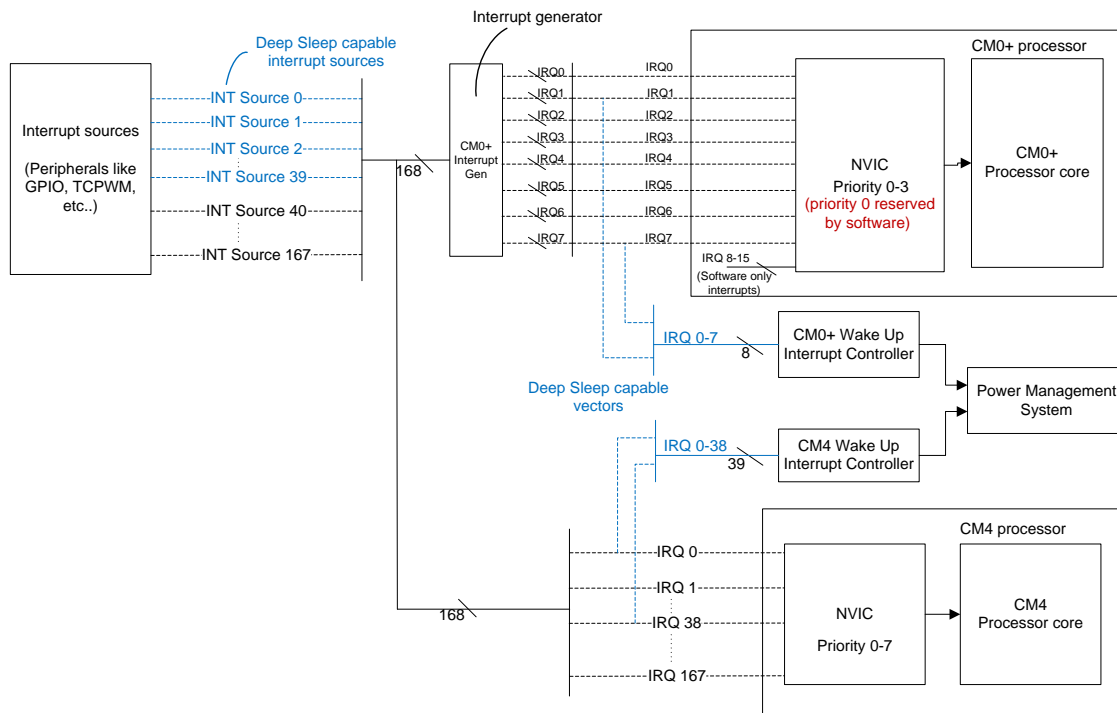 Interrupt generator
Deep Sleep capable
interrupt sources
Interrupt sources
(Peripherals like
GPIO, TCPWM,
etc..)
INT Source 0
INT Source 1
INT Source 2
INT Source 39
INT Source 40
INT Source 167
168
CM0+
Interrupt
Gen
IRQ0
IRQ1
IRQ2
IRQ3
IRQ4
IRQ5
IRQ6
IRQ7
IRQ0
IRQ1
IRQ2
IRQ3
IRQ4
IRQ5
IRQ6
IRQ7
IRQ 8-15
(Software only
interrupts)
CM0+ processor
NVIC
Priority 0-3
(priority 0 reserved
by software)
CM0+
Processor core
IRQ 0-7
8
CM0+ Wake Up
Interrupt Controller
Deep Sleep capable
vectors
Power Management
System
IRQ 0-38
39
CM4 Wake Up
Interrupt Controller
168
IRQ 0
IRQ 1
IRQ 38
IRQ 167
CM4 processor
NVIC
Priority 0-7
CM4
Processor core